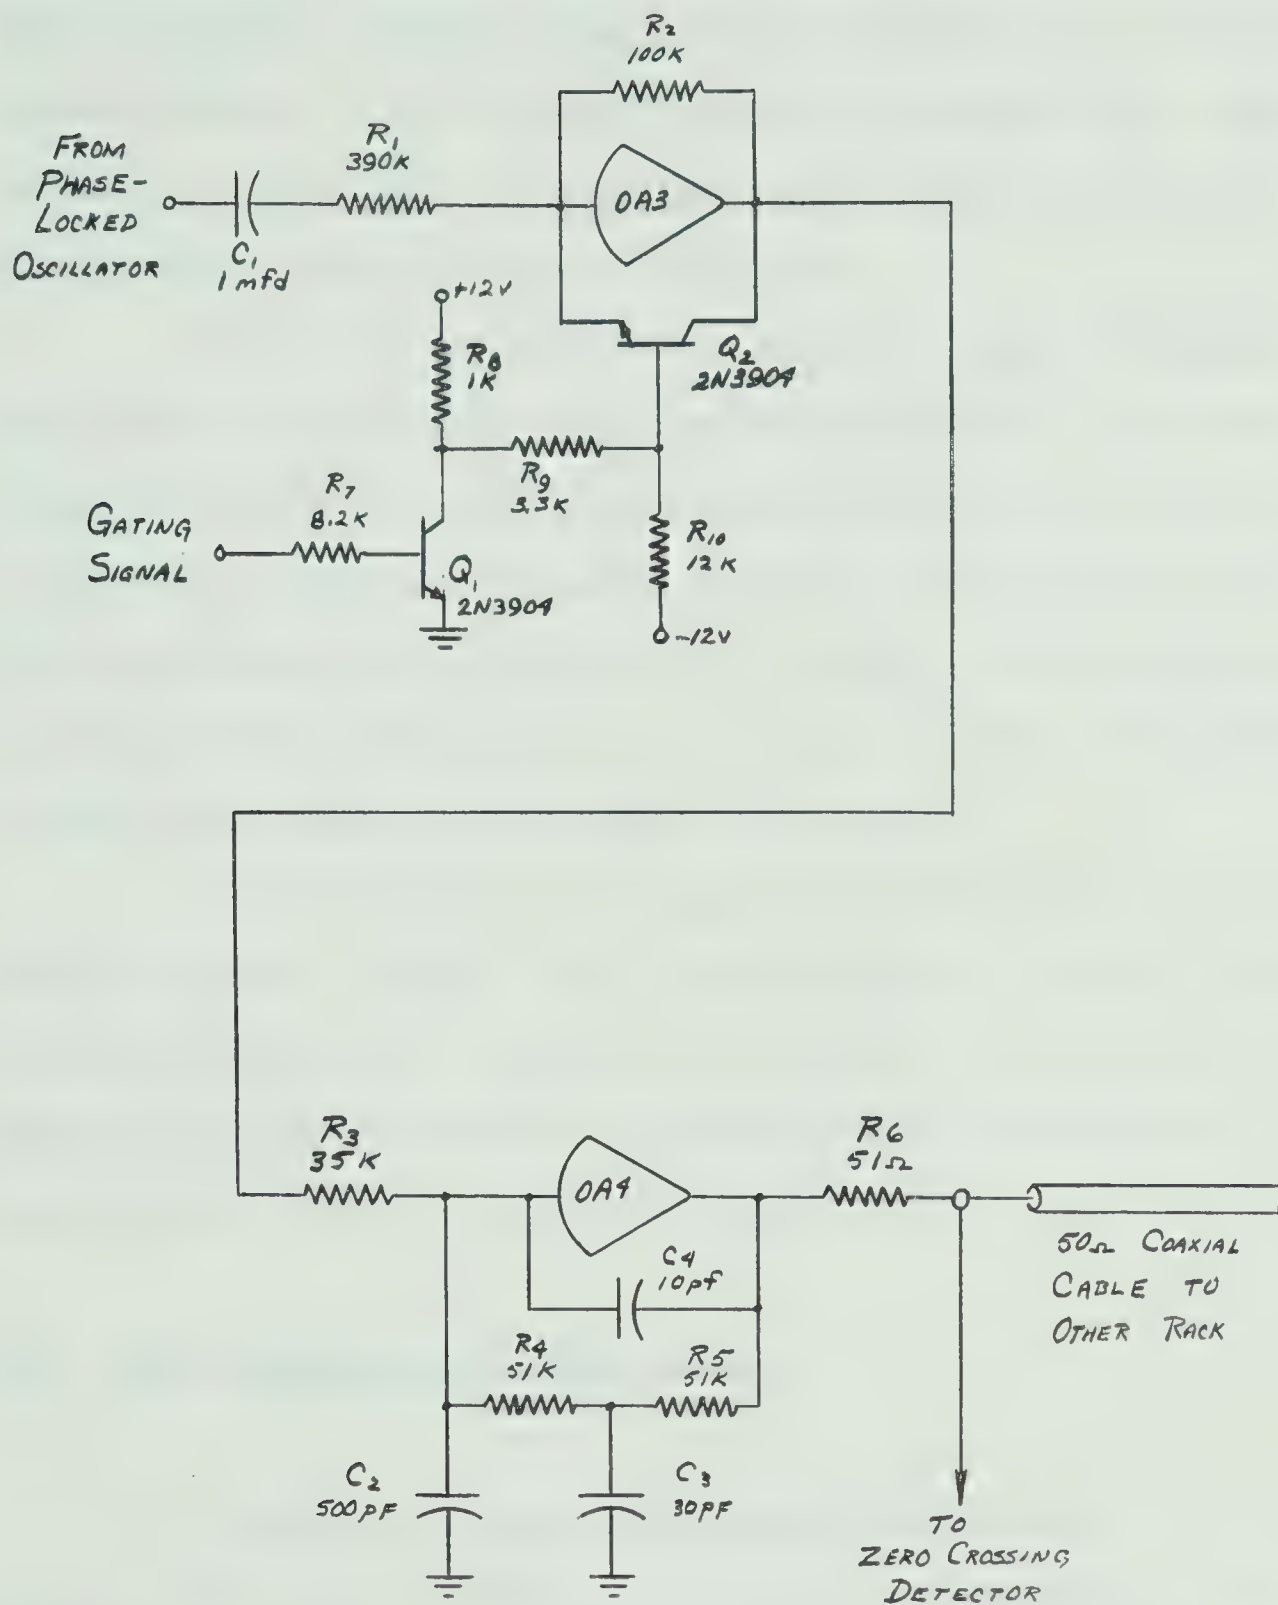 R2
100K
FROM
PHASE-
LOCKED
OSCILLATOR
R1
390K
C1
1 mfd
OA3
+12V
R8
1K
Q2
2N3904
R9
3.3K
R7
8.2K
GATING
SIGNAL
Q1
2N3904
R10
12K
-12V
R3
35K
OA4
R6
51Ω
C4
10pf
50Ω COAXIAL
CABLE TO
OTHER RACK
R4
51K
R5
51K
C2
500PF
C3
30PF
TO
ZERO CROSSING
DETECTOR